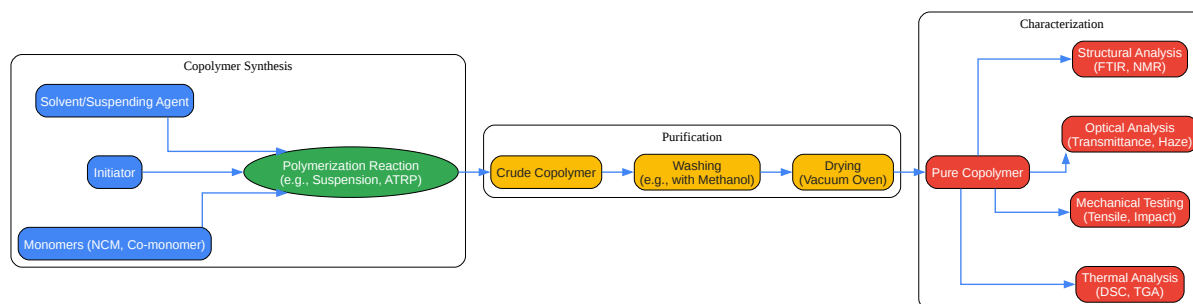 Copolymer Synthesis
Solvent/Suspending Agent
Initiator
Monomers (NCM, Co-monomer)
Polymerization Reaction
(e.g., Suspension, ATRP)
Purification
Crude Copolymer
Washing
(e.g., with Methanol)
Drying
(Vacuum Oven)
Characterization
Pure Copolymer
Structural Analysis
(FTIR, NMR)
Optical Analysis
(Transmittance, Haze)
Mechanical Testing
(Tensile, Impact)
Thermal Analysis
(DSC, TGA)